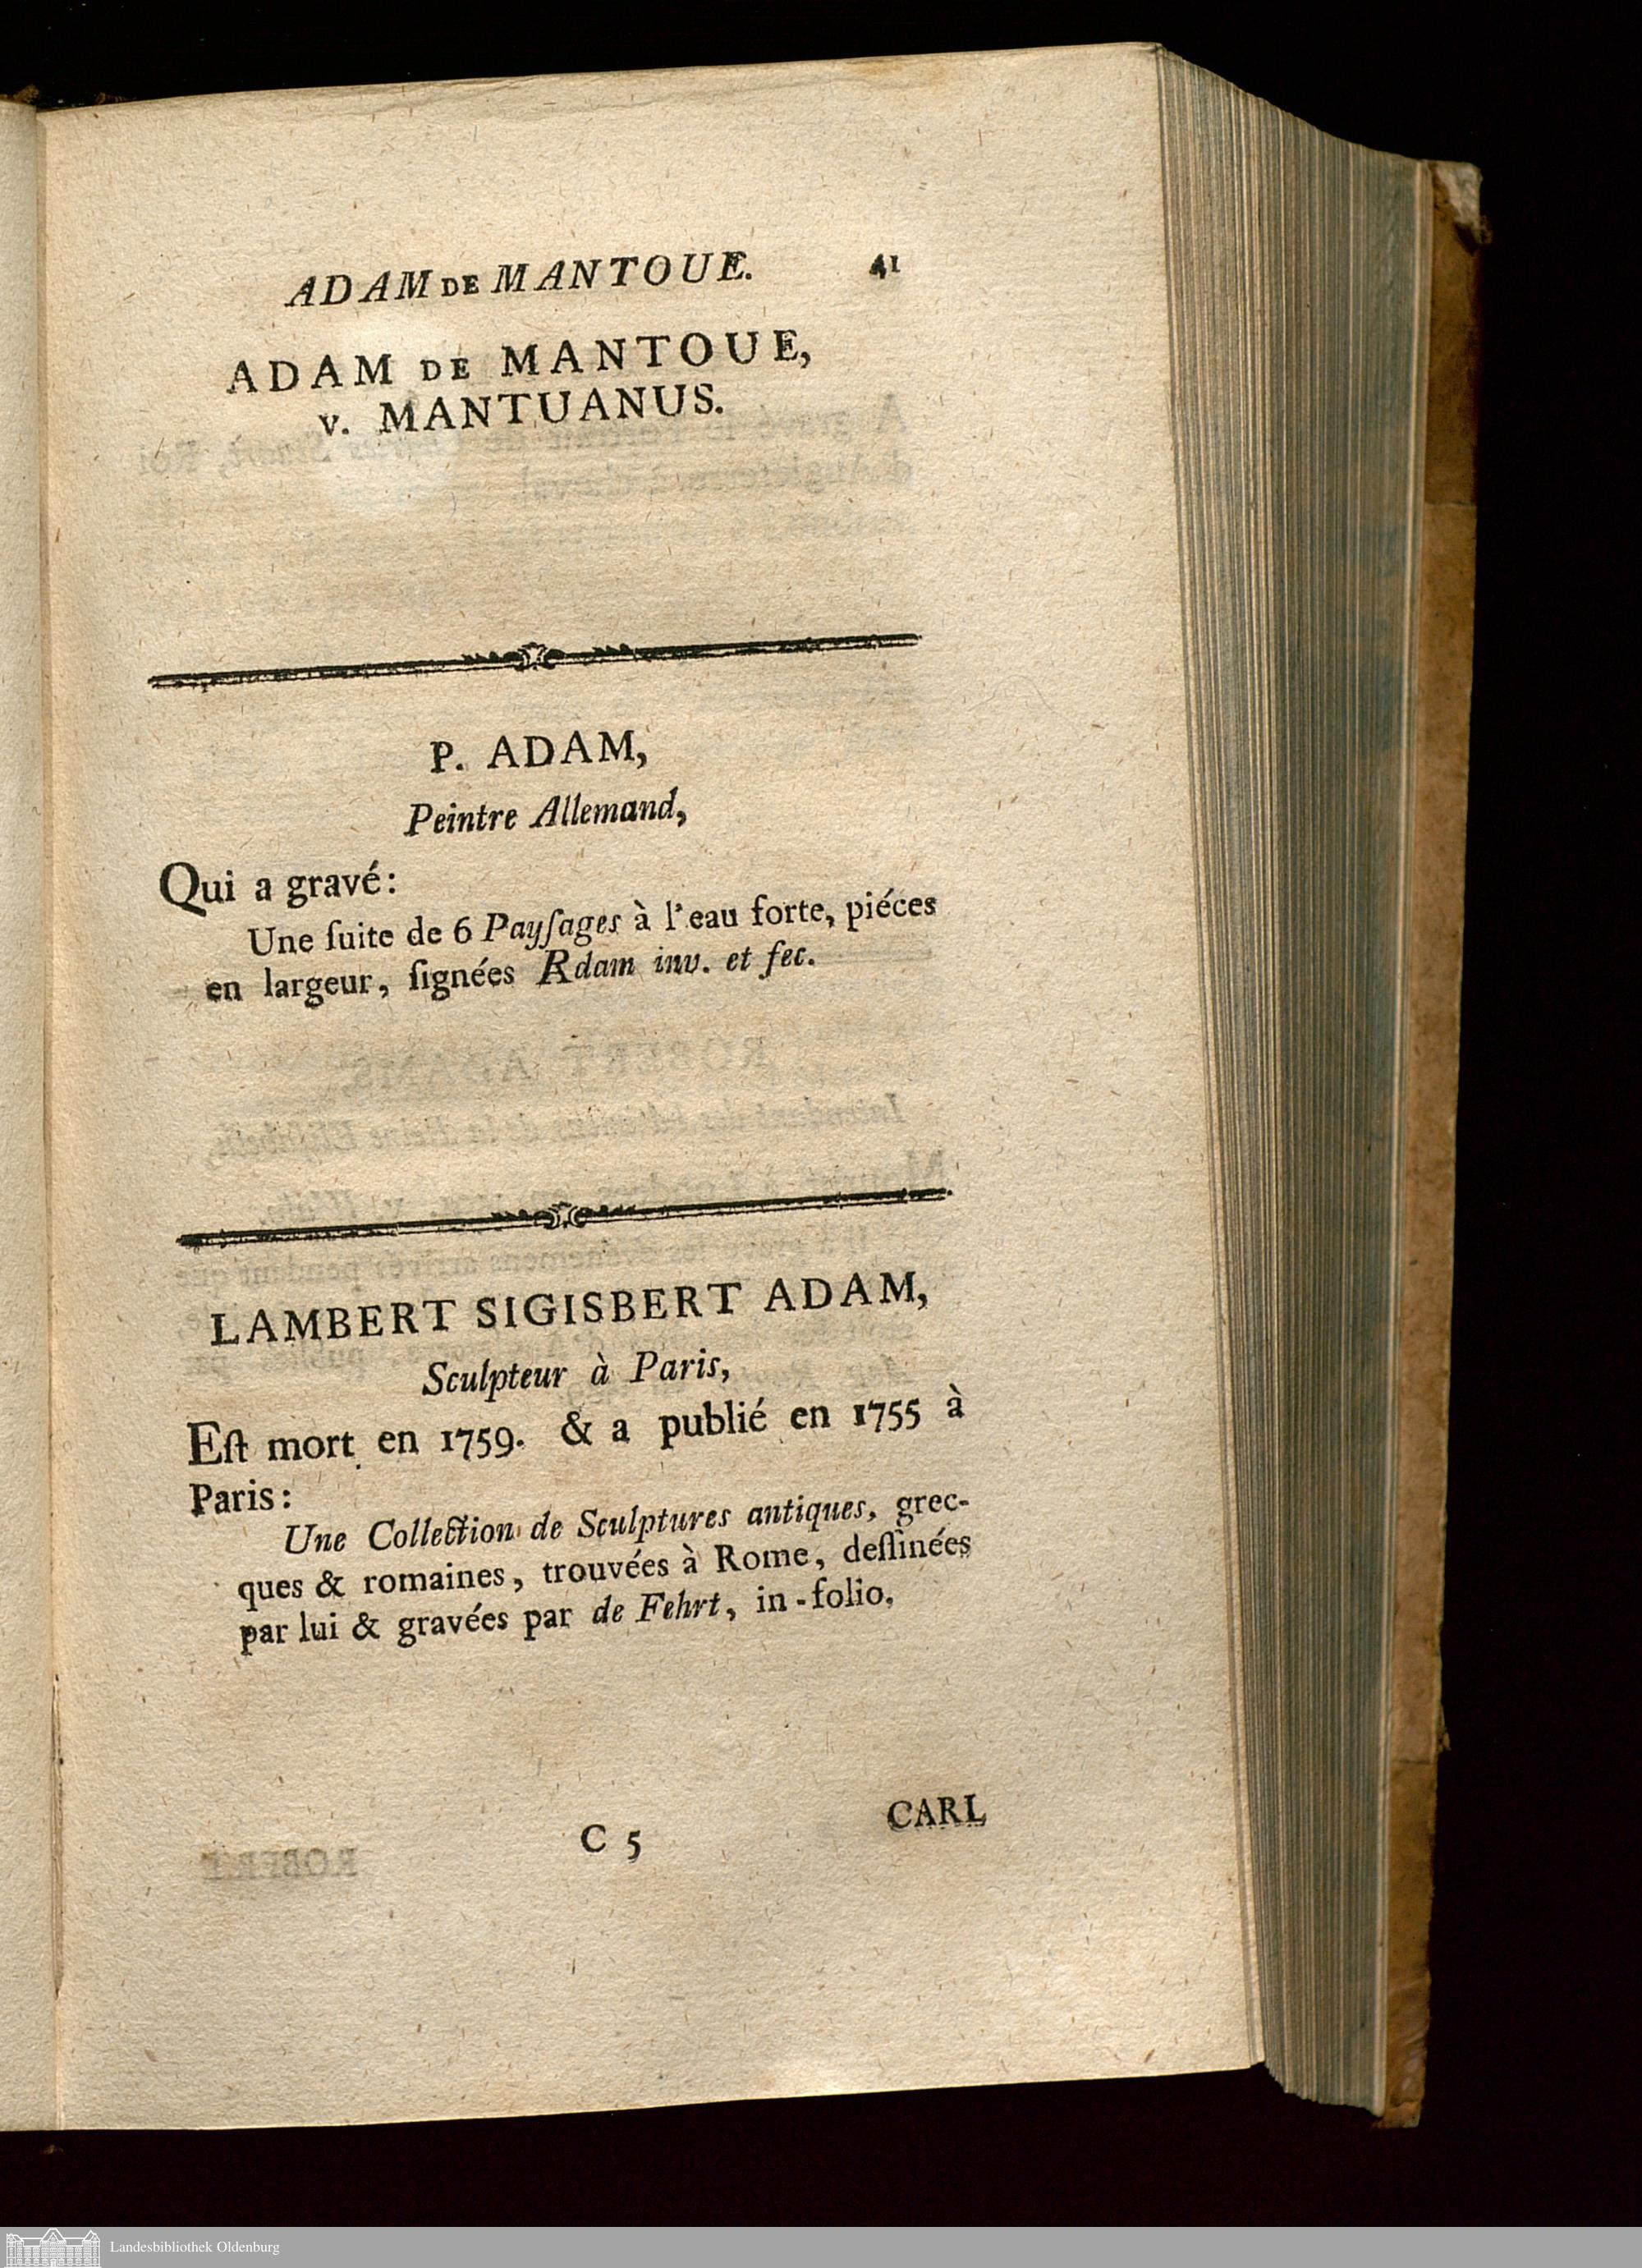 ADAM DE MANTOUE. 41
ADAM DE MANTOUE,
v. MANTUANUS.
P. ADAM,
Peintre Allemand,
Qui a gravé:
Une ſuite de 6 Payſages à l'eau forte, piéces
en largeur, ſignées Rdam inv. et fec.
LAMBERT SIGISBERT ADAM,
Sculpteur à Paris,
Eſt mort en 1759. & a publié en 1755 à
Paris:
Une Collection de Sculptures antiques, grec-
ques & romaines, trouvées à Rome, deſſinées
par lui & gravées par de Fehrt, in-folio.
C 5 CARL
Landesbibliothek Oldenburg